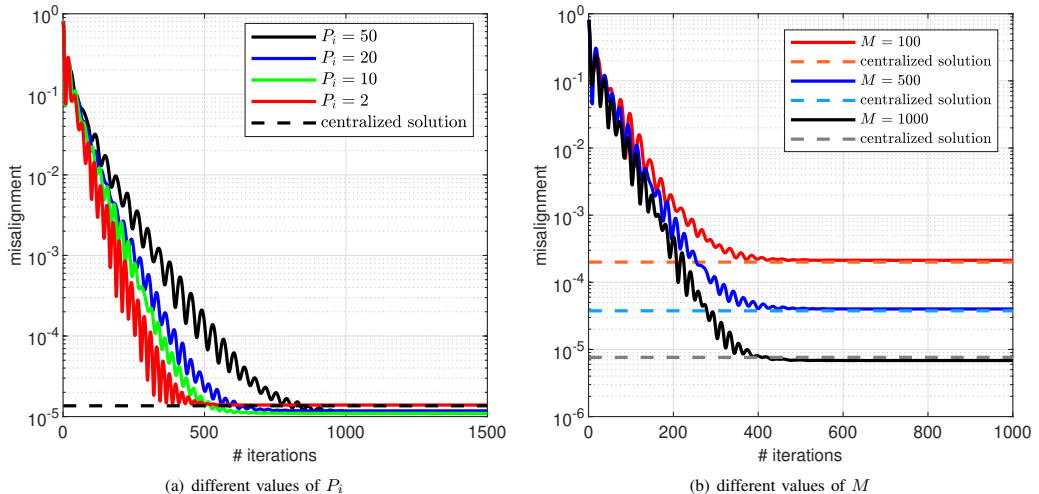 10^0
10^-1
10^-2
10^-3
10^-4
10^-5
misalignment
P_i = 50
P_i = 20
P_i = 10
P_i = 2
centralized solution
0
500
1000
1500
# iterations
(a) different values of P_i
10^0
10^-1
10^-2
10^-3
10^-4
10^-5
10^-6
misalignment
M = 100
centralized solution
M = 500
centralized solution
M = 1000
centralized solution
0
200
400
600
800
1000
# iterations
(b) different values of M